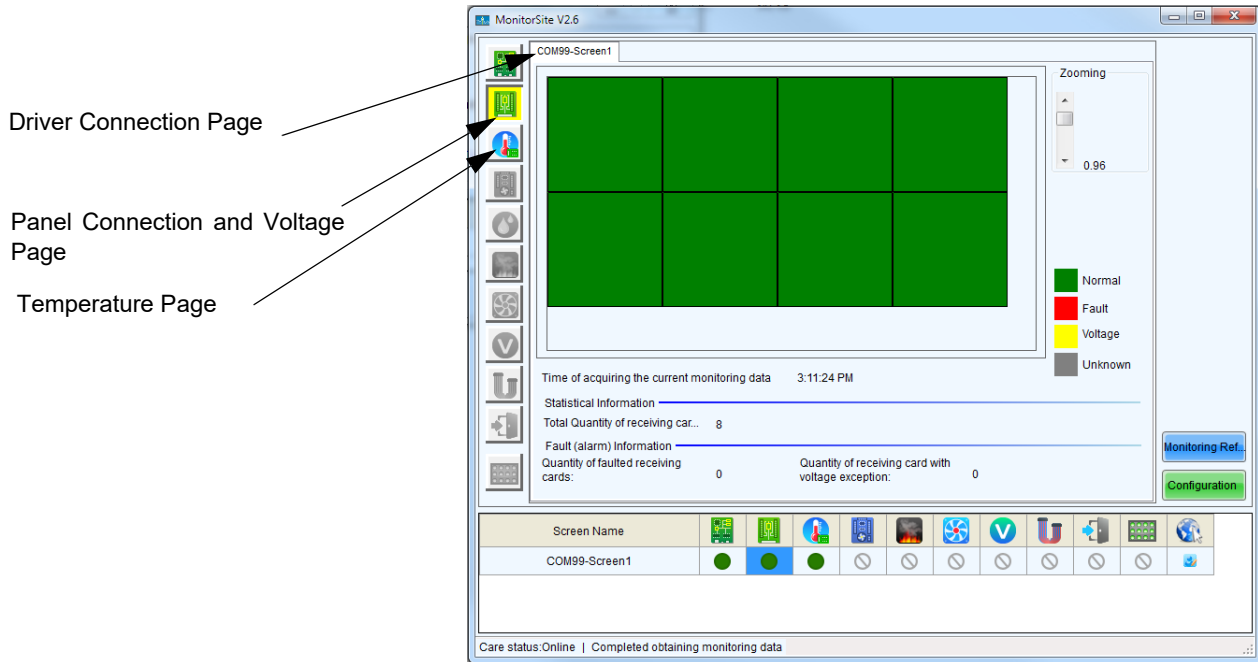 MonitorSite V2.6
COM99-Screen1
Zooming
0.96
Driver Connection Page
Panel Connection and Voltage
Page
Temperature Page
Normal
Fault
Voltage
Unknown
Time of acquiring the current monitoring data 3:11:24 PM
Statistical Information
Total Quantity of receiving car... 8
Fault (alarm) Information
Quantity of faulted receiving
cards: 0
Quantity of receiving card with
voltage exception: 0
Monitoring Ref...
Configuration
Screen Name
COM99-Screen1
Care status:Online | Completed obtaining monitoring data